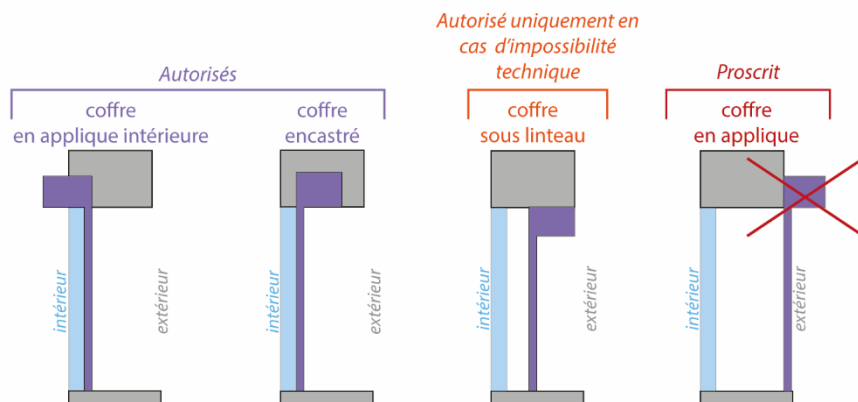 Autorisés
Autorisé uniquement en
cas d'impossibilité
technique
Proscrit
coffre
en applique intérieure
coffre
encastré
coffre
sous linteau
coffre
en applique
intérieur
extérieur
intérieur
extérieur
intérieur
extérieur
intérieur
extérieur